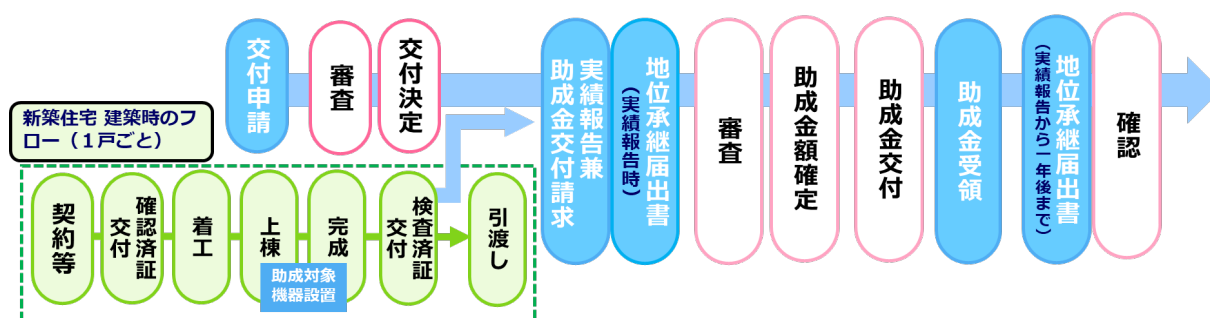 交付申請
審査
交付決定
実績報告兼
助成金交付請求
地位承継届出書
(実績報告時)
審査
助成金額確定
助成金交付
助成金受領
地位承継届出書
(実績報告から一年後まで)
確認
新築住宅 建築時のフ
ロー（１戸ごと）
契約等
確認済証
交付
着工
上棟
完成
検査済証
交付
引渡し
助成対象
機器設置